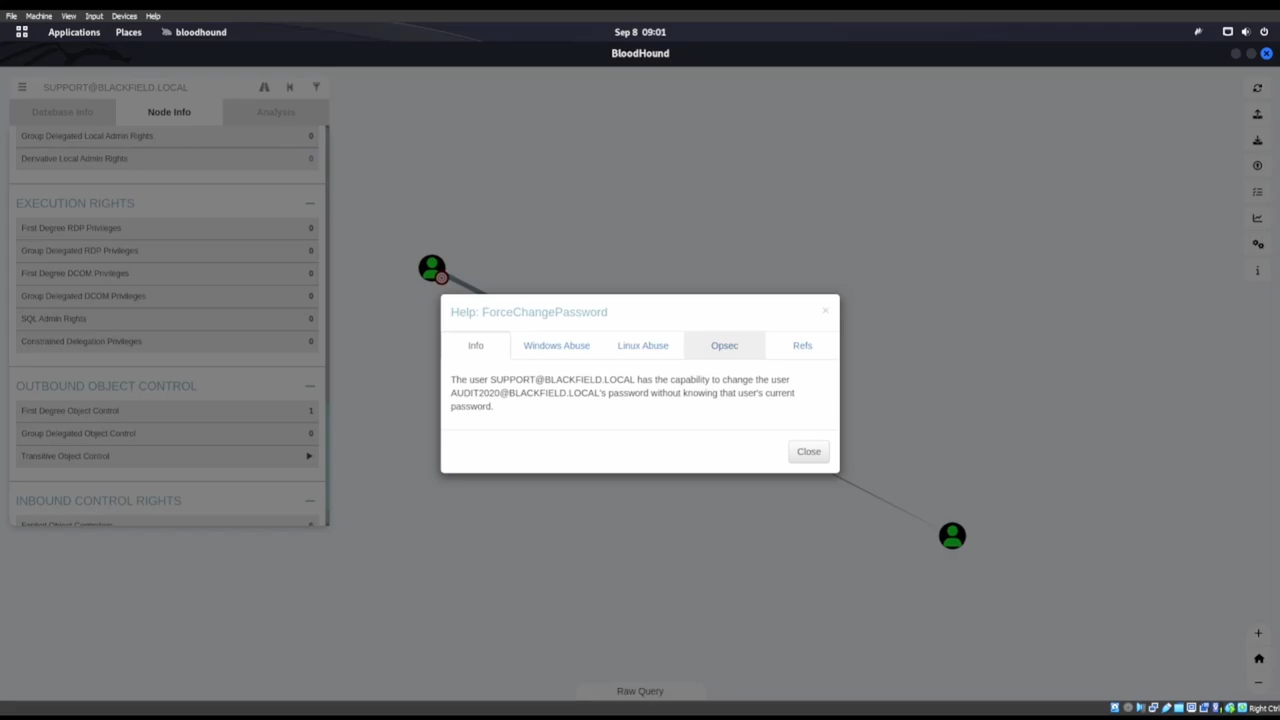 File Machine View Input Devices Help
Applications Places bloodhound Sep 8 09:01
BloodHound
SUPPORT@BLACKFIELD.LOCAL
Database Info Node Info Analysis
Group Delegated Local Admin Rights 0
Derivative Local Admin Rights 0
EXECUTION RIGHTS
First Degree RDP Privileges 0
Group Delegated RDP Privileges 0
First Degree DCOM Privileges 0
Group Delegated DCOM Privileges 0
SQL Admin Rights 0
Constrained Delegation Privileges 0
OUTBOUND OBJECT CONTROL
First Degree Object Control 1
Group Delegated Object Control 0
Transitive Object Control
INBOUND CONTROL RIGHTS
Explicit Object Controllers 6
Help: ForceChangePassword ×
Info Windows Abuse Linux Abuse Opsec Refs
The user SUPPORT@BLACKFIELD.LOCAL has the capability to change the user
AUDIT2020@BLACKFIELD.LOCAL's password without knowing that user's current
password.
Close
Raw Query
Right Ctrl